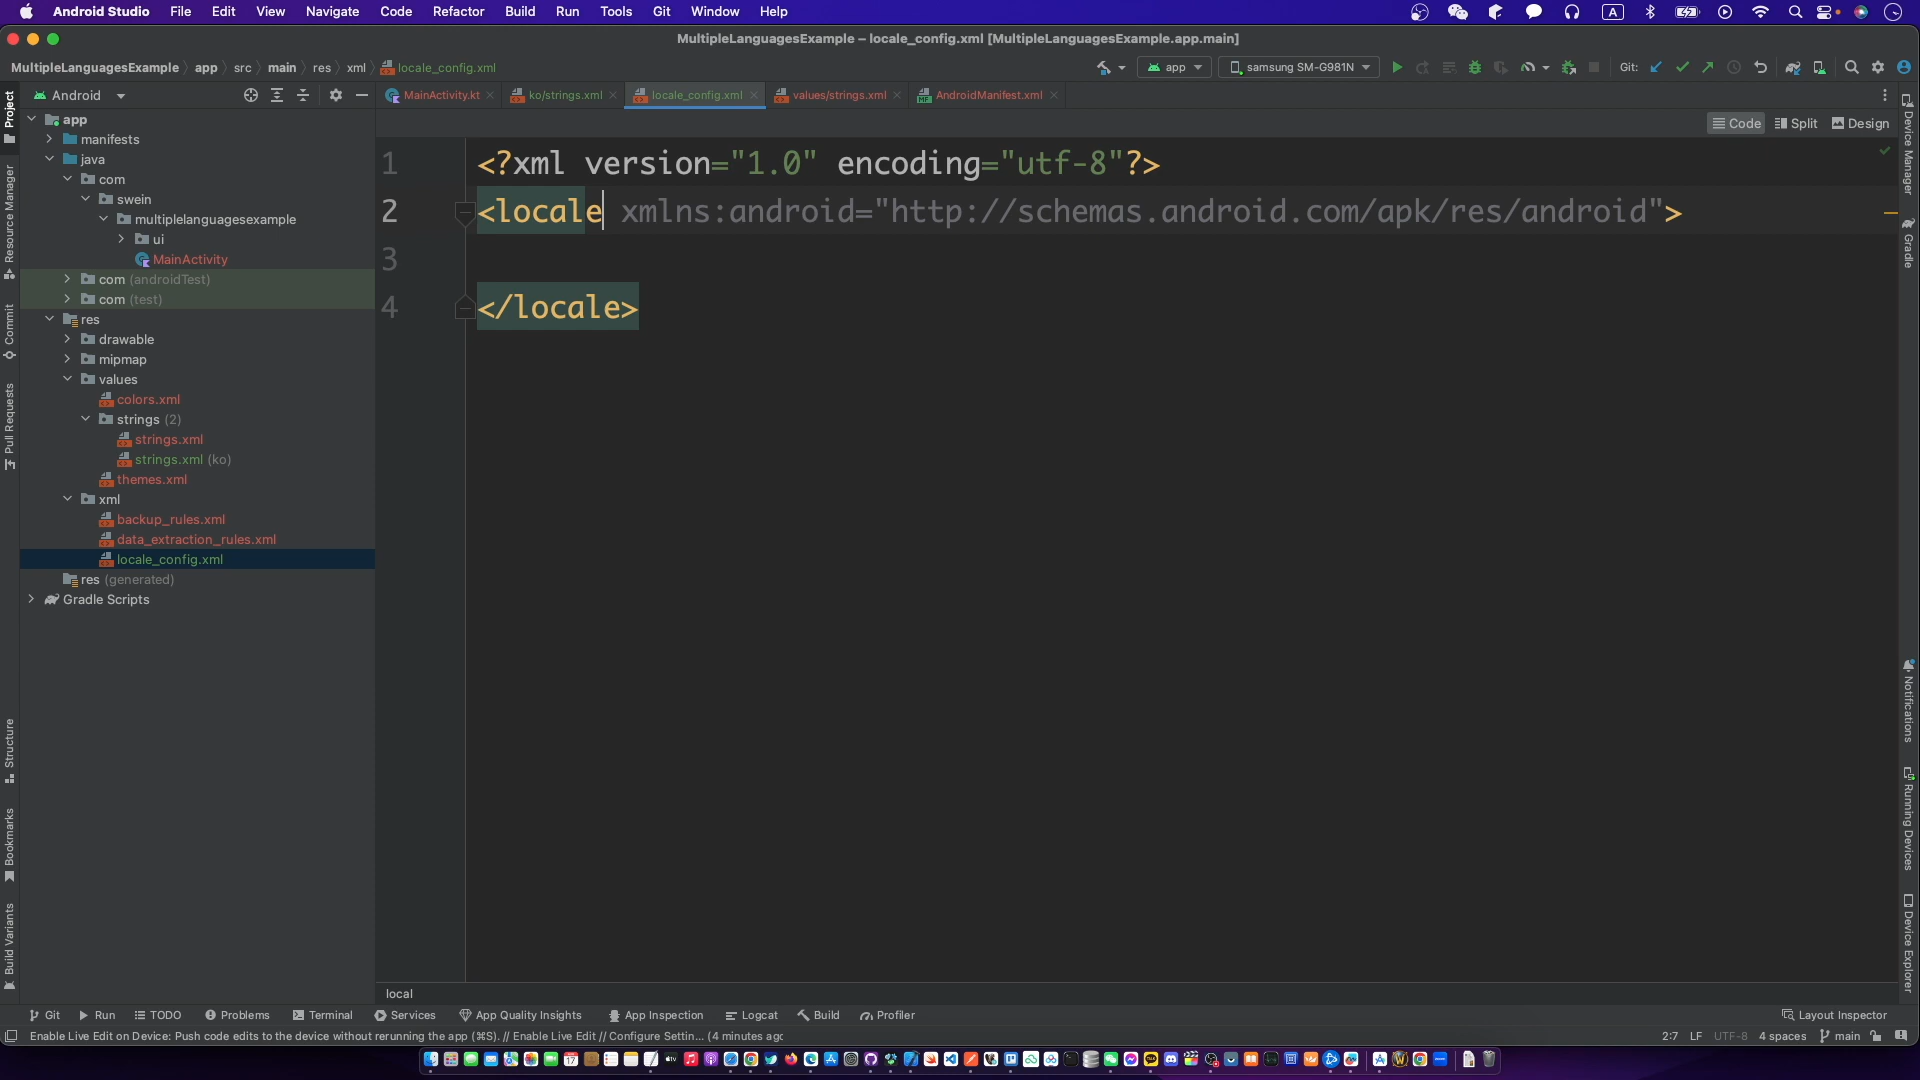 Android Studio File Edit View Navigate Code Refactor Build Run Tools Git Window Help
MultipleLanguagesExample – locale_config.xml [MultipleLanguagesExample.app.main]
MultipleLanguagesExample app src main res xml locale_config.xml app samsung SM-G981N Git:
Android MainActivity.kt ko/strings.xml locale_config.xml values/strings.xml AndroidManifest.xml
Code Split Design
app
manifests
java
com
swein
multiplelanguagesexample
ui
MainActivity
com (androidTest)
com (test)
res
drawable
mipmap
values
colors.xml
strings (2)
strings.xml
strings.xml (ko)
themes.xml
xml
backup_rules.xml
data_extraction_rules.xml
locale_config.xml
res (generated)
Gradle Scripts
1 <?xml version="1.0" encoding="utf-8"?>
2 <locale xmlns:android="http://schemas.android.com/apk/res/android">
3
4 </locale>
Project
Resource Manager
Commit
Pull Requests
Structure
Bookmarks
Build Variants
Device Manager
Gradle
Notifications
Running Devices
Device Explorer
local
Git Run TODO Problems Terminal Services App Quality Insights App Inspection Logcat Build Profiler Layout Inspector
Enable Live Edit on Device: Push code edits to the device without rerunning the app (⌘S). // Enable Live Edit // Configure Settin... (4 minutes agc 2:7 LF UTF-8 4 spaces main